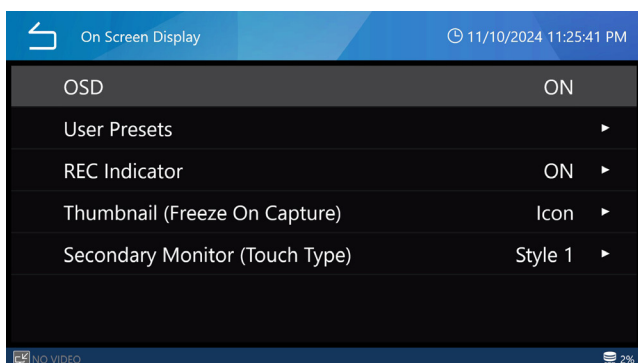 On Screen Display 11/10/2024 11:25:41 PM
OSD ON
User Presets
REC Indicator ON
Thumbnail (Freeze On Capture) Icon
Secondary Monitor (Touch Type) Style 1
NO VIDEO 2%